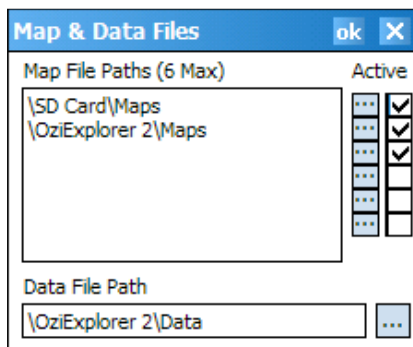 Map & Data Files ok
Map File Paths (6 Max) Active
\SD Card\Maps
\OziExplorer 2\Maps
Data File Path
\OziExplorer 2\Data